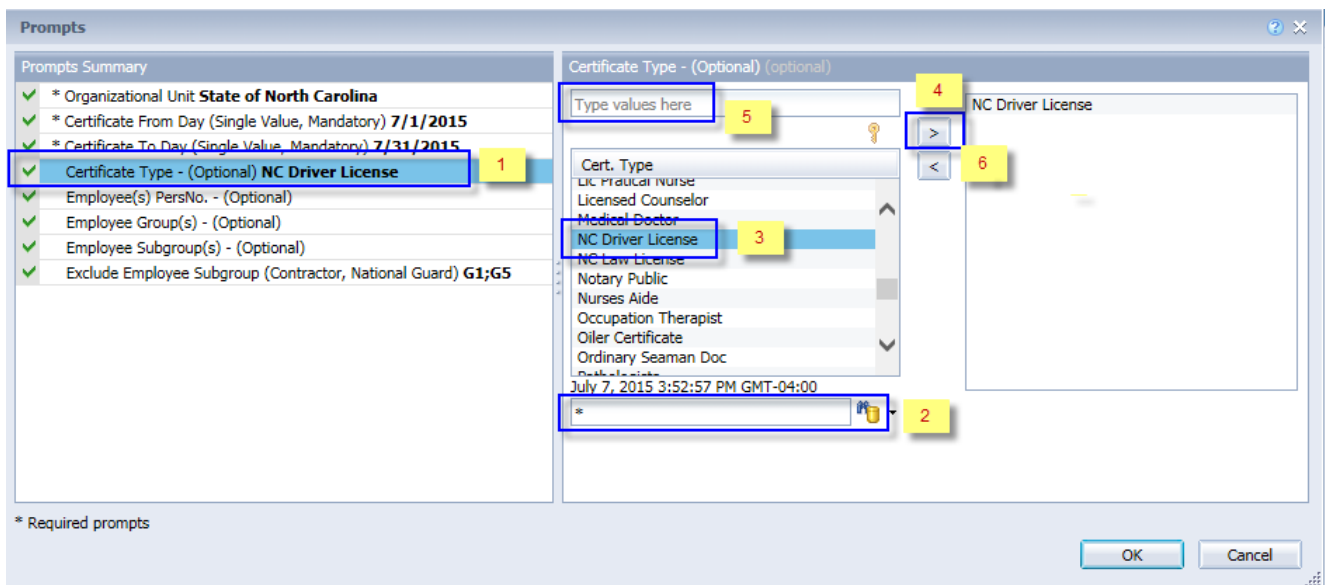 Prompts
Prompts Summary
* Organizational Unit State of North Carolina
* Certificate From Day (Single Value, Mandatory) 7/1/2015
* Certificate To Day (Single Value, Mandatory) 7/31/2015
Certificate Type - (Optional) NC Driver License
1
Employee(s) PersNo. - (Optional)
Employee Group(s) - (Optional)
Employee Subgroup(s) - (Optional)
Exclude Employee Subgroup (Contractor, National Guard) G1;G5
Certificate Type - (Optional) (optional)
Type values here
5
4
>
<
6
NC Driver License
Cert. Type
Lic Pratical Nurse
Licensed Counselor
Medical Doctor
NC Driver License
3
NC Law License
Notary Public
Nurses Aide
Occupation Therapist
Oiler Certificate
Ordinary Seaman Doc
Pathologists
July 7, 2015 3:52:57 PM GMT-04:00
*
2
* Required prompts
OK
Cancel